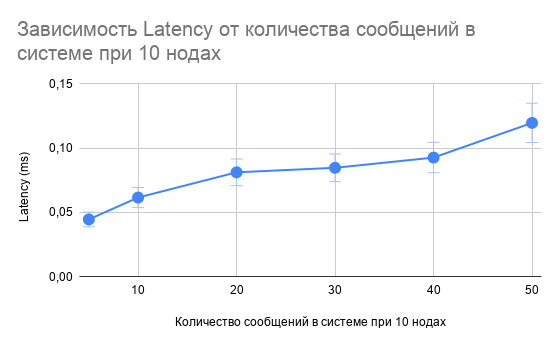 Зависимость Latency от количества сообщений в
системе при 10 нодах
0,15
0,10
0,05
0,00
Latency (ms)
10 20 30 40 50
Количество сообщений в системе при 10 нодах